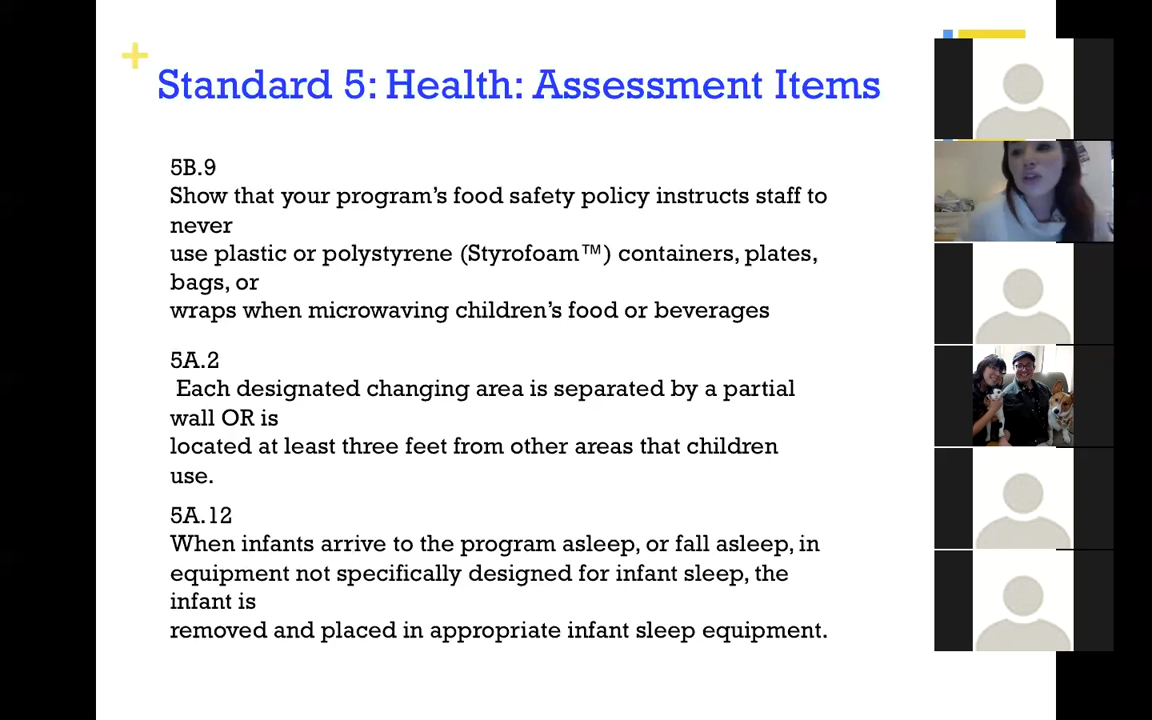 +
Standard 5: Health: Assessment Items
5B.9
Show that your program's food safety policy instructs staff to
never
use plastic or polystyrene (Styrofoam™) containers, plates,
bags, or
wraps when microwaving children's food or beverages
5A.2
Each designated changing area is separated by a partial
wall OR is
located at least three feet from other areas that children
use.
5A.12
When infants arrive to the program asleep, or fall asleep, in
equipment not specifically designed for infant sleep, the
infant is
removed and placed in appropriate infant sleep equipment.